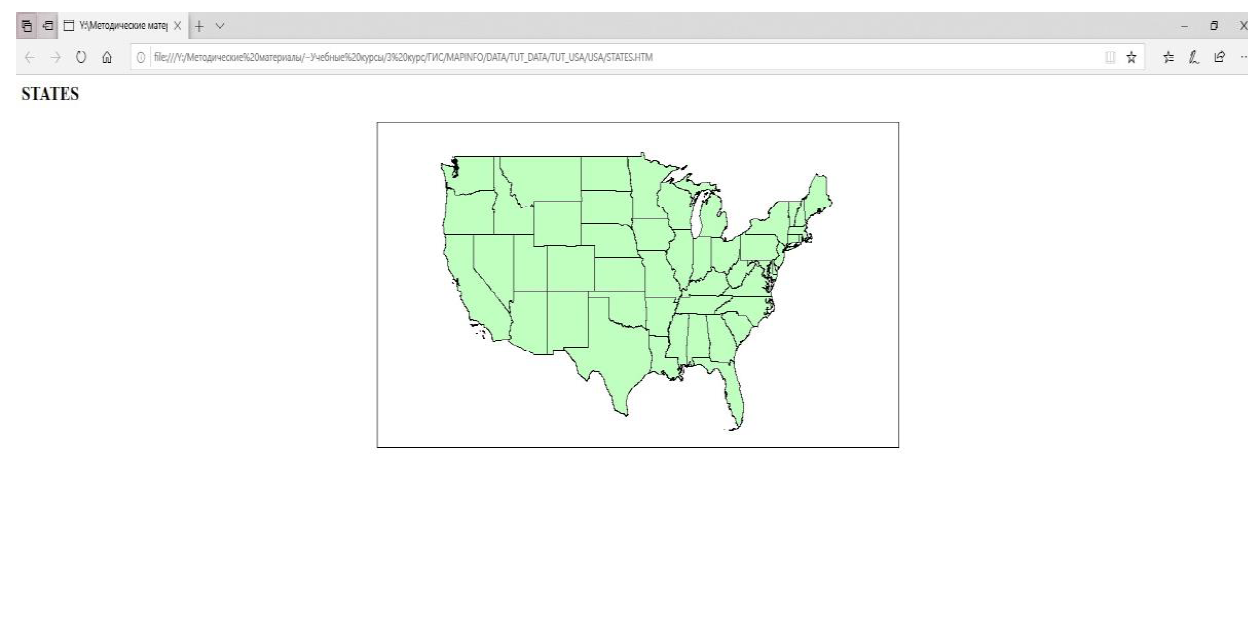 Y:\Методические матер
file:///Y:/Методические%20материалы/-Учебные%20курсы/3%20курс/ГИС/MAPINFO/DATA/TUT_DATA/TUT_USA/USA/STATES.HTM
STATES